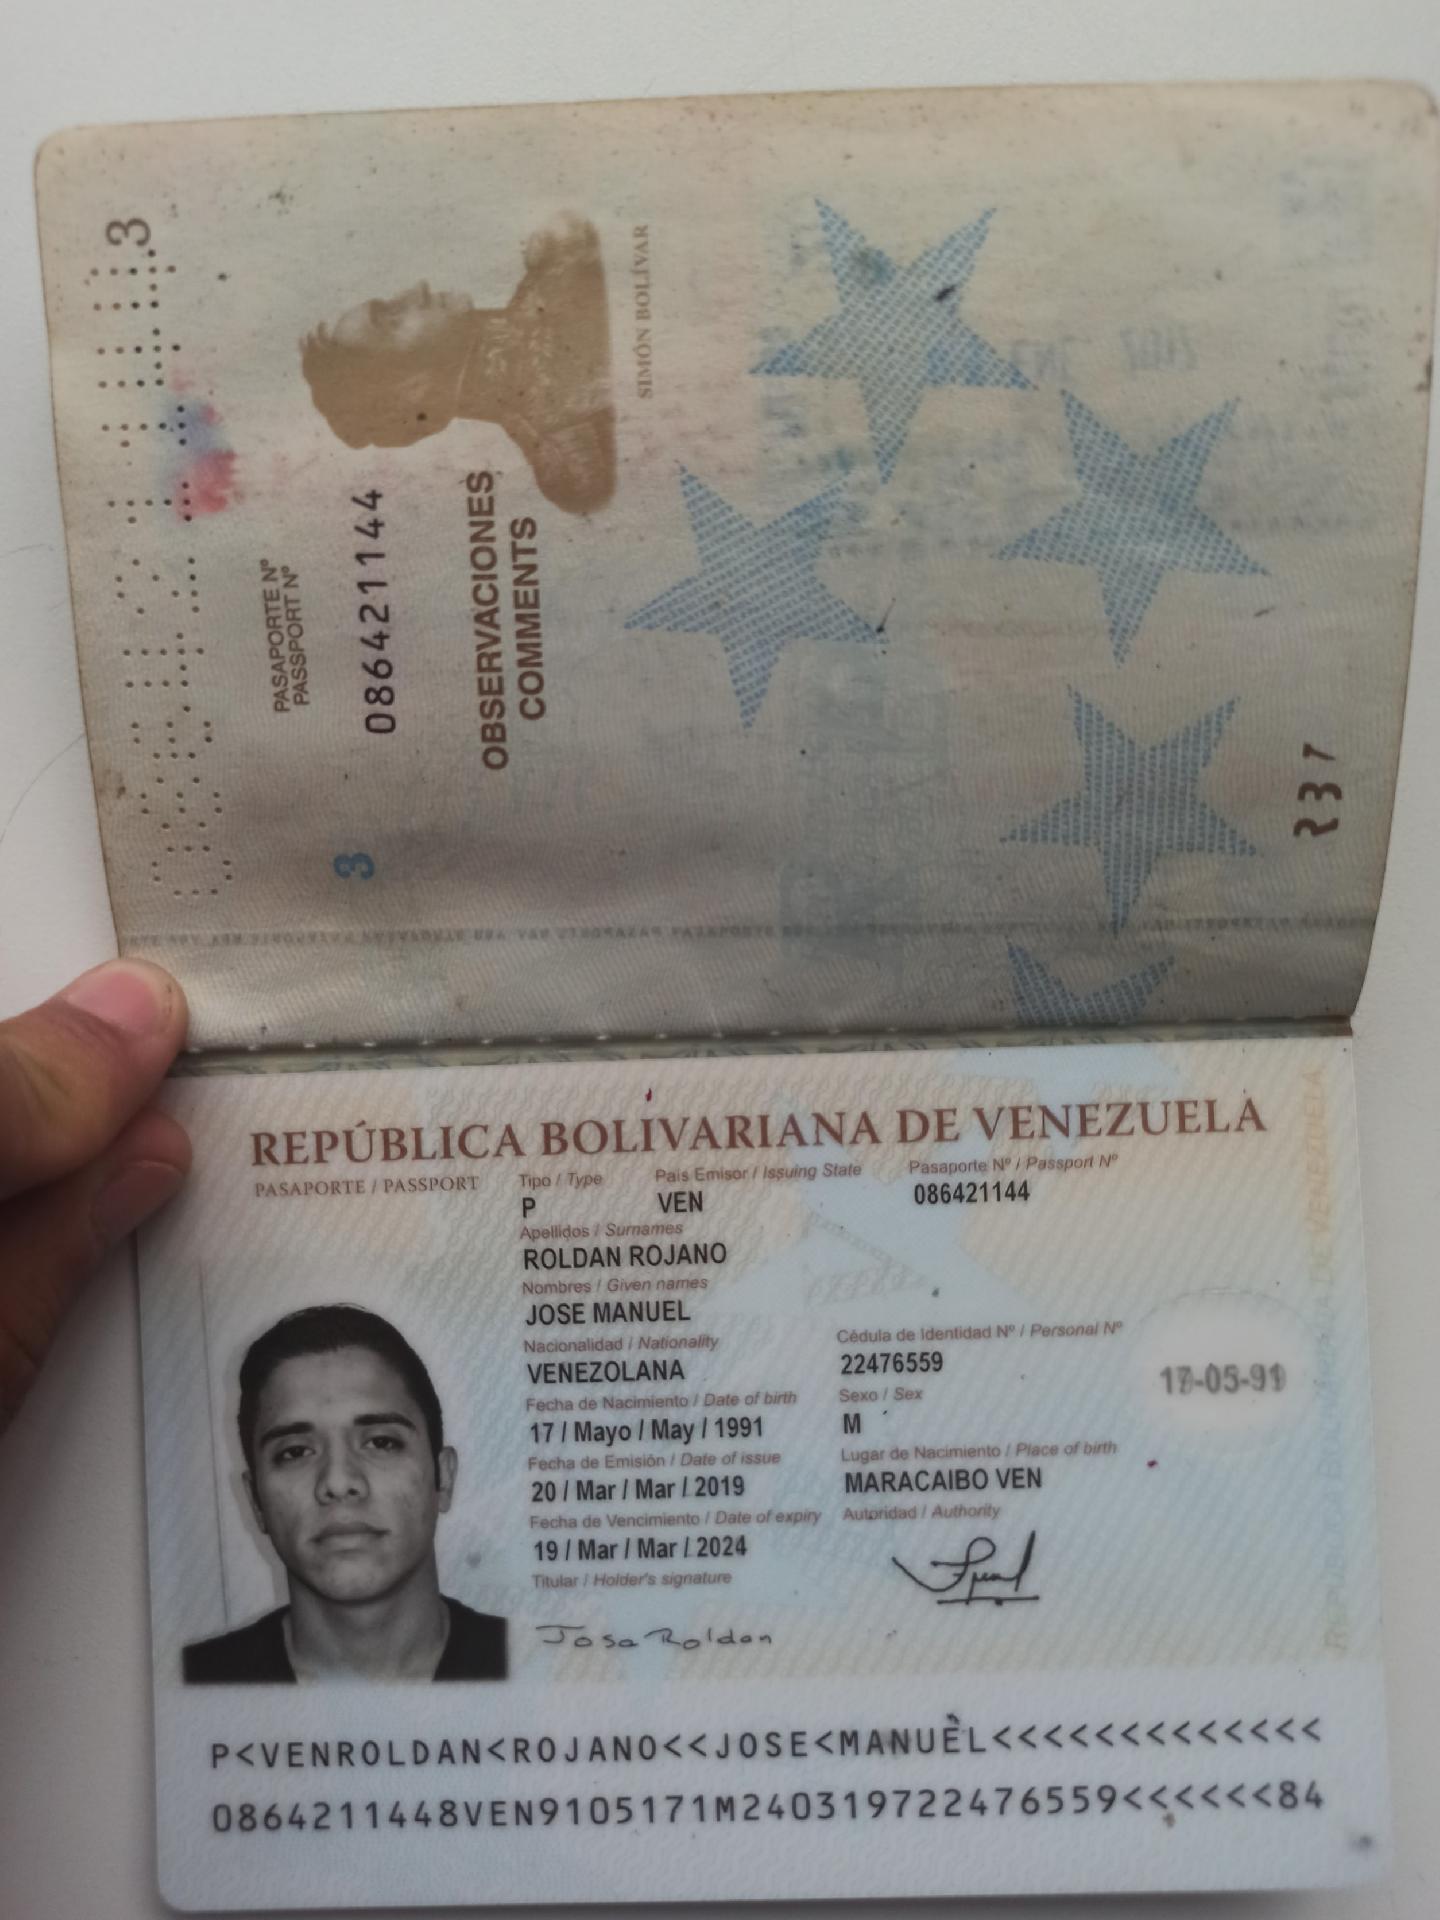 3
PASAPORTE Nº
PASSPORT Nº
086421144
SIMÓN BOLÍVAR
OBSERVACIONES
COMMENTS
3
REPÚBLICA BOLIVARIANA DE VENEZUELA
PASAPORTE / PASSPORT
Tipo / Type País Emisor / Issuing State Pasaporte Nº / Passport Nº
P VEN 086421144
Apellidos / Surnames
ROLDAN ROJANO
Nombres / Given names
JOSE MANUEL
Nacionalidad / Nationality Cédula de Identidad Nº / Personal Nº
VENEZOLANA 22476559
Fecha de Nacimiento / Date of birth Sexo / Sex
17 / Mayo / May / 1991 M
17-05-91
Fecha de Emisión / Date of issue Lugar de Nacimiento / Place of birth
20 / Mar / Mar / 2019 MARACAIBO VEN
Fecha de Vencimiento / Date of expiry Autoridad / Authority
19 / Mar / Mar / 2024
Titular / Holder's signature
Jose Roldan
P<VENROLDAN<ROJANO<<JOSE<MANUEL<<<<<<<<<<<<<
0864211448VEN9105171M240319722476559<<<<<<84